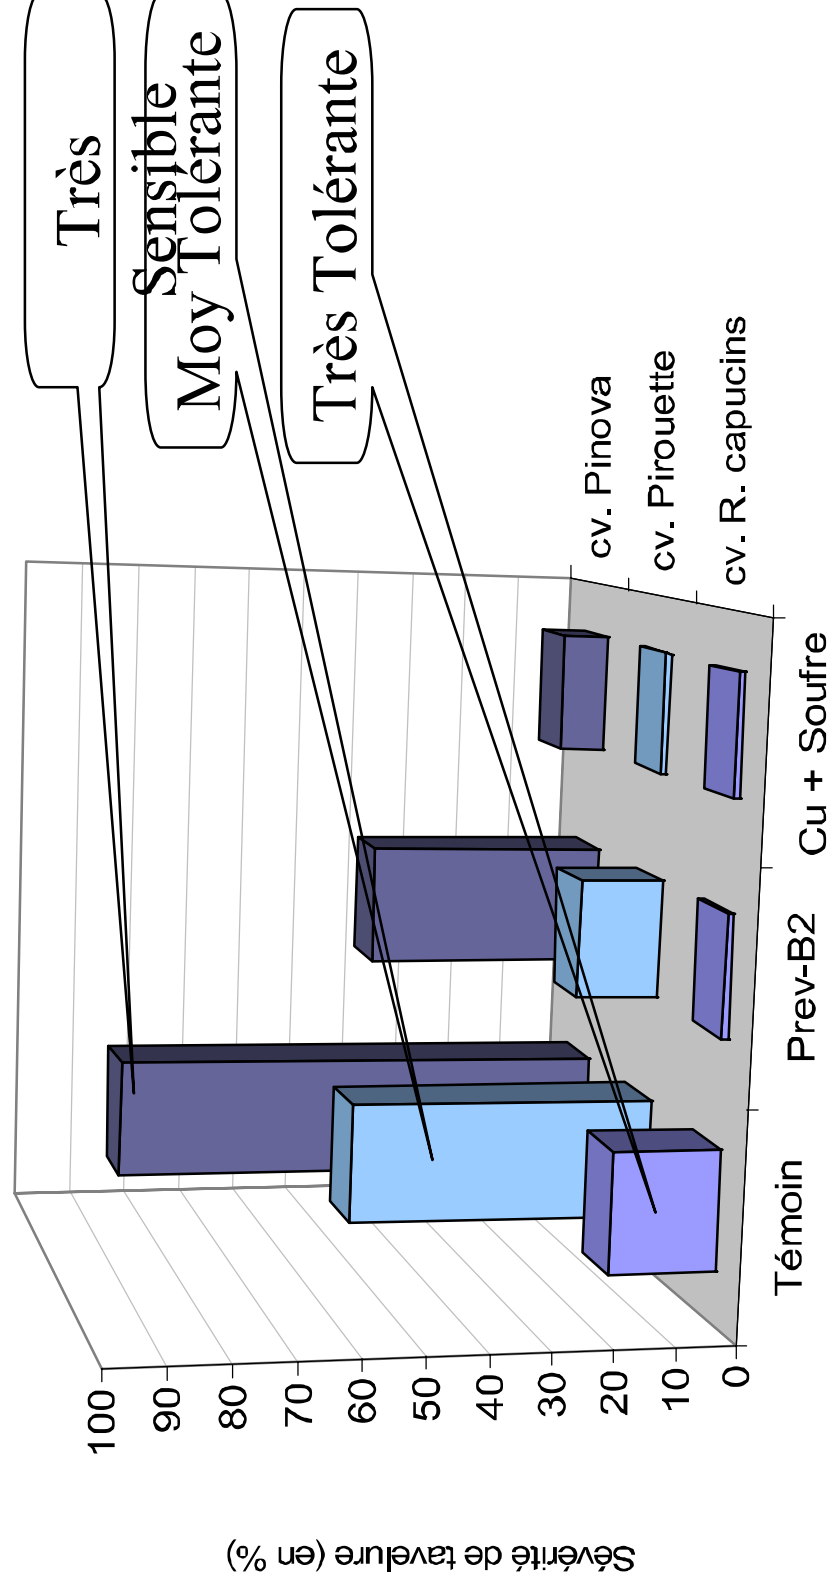 Très
Sensible
Moy Tolérante
Très Tolérante
Sévérité de tavelure (en %)
100
90
80
70
60
50
40
30
20
10
0
Témoin
Prev-B2
Cu + Soufre
cv. Pinova
cv. Pirouette
cv. R. capucins